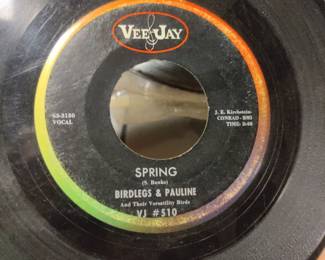 VEE JAY
63-3180
VOCAL
J. E. Kirchstein
CONRAD-BMI
TIME: 2:46
SPRING
(S. Banks)
BIRDLEGS & PAULINE
And Their Versatility Birds
VJ #510